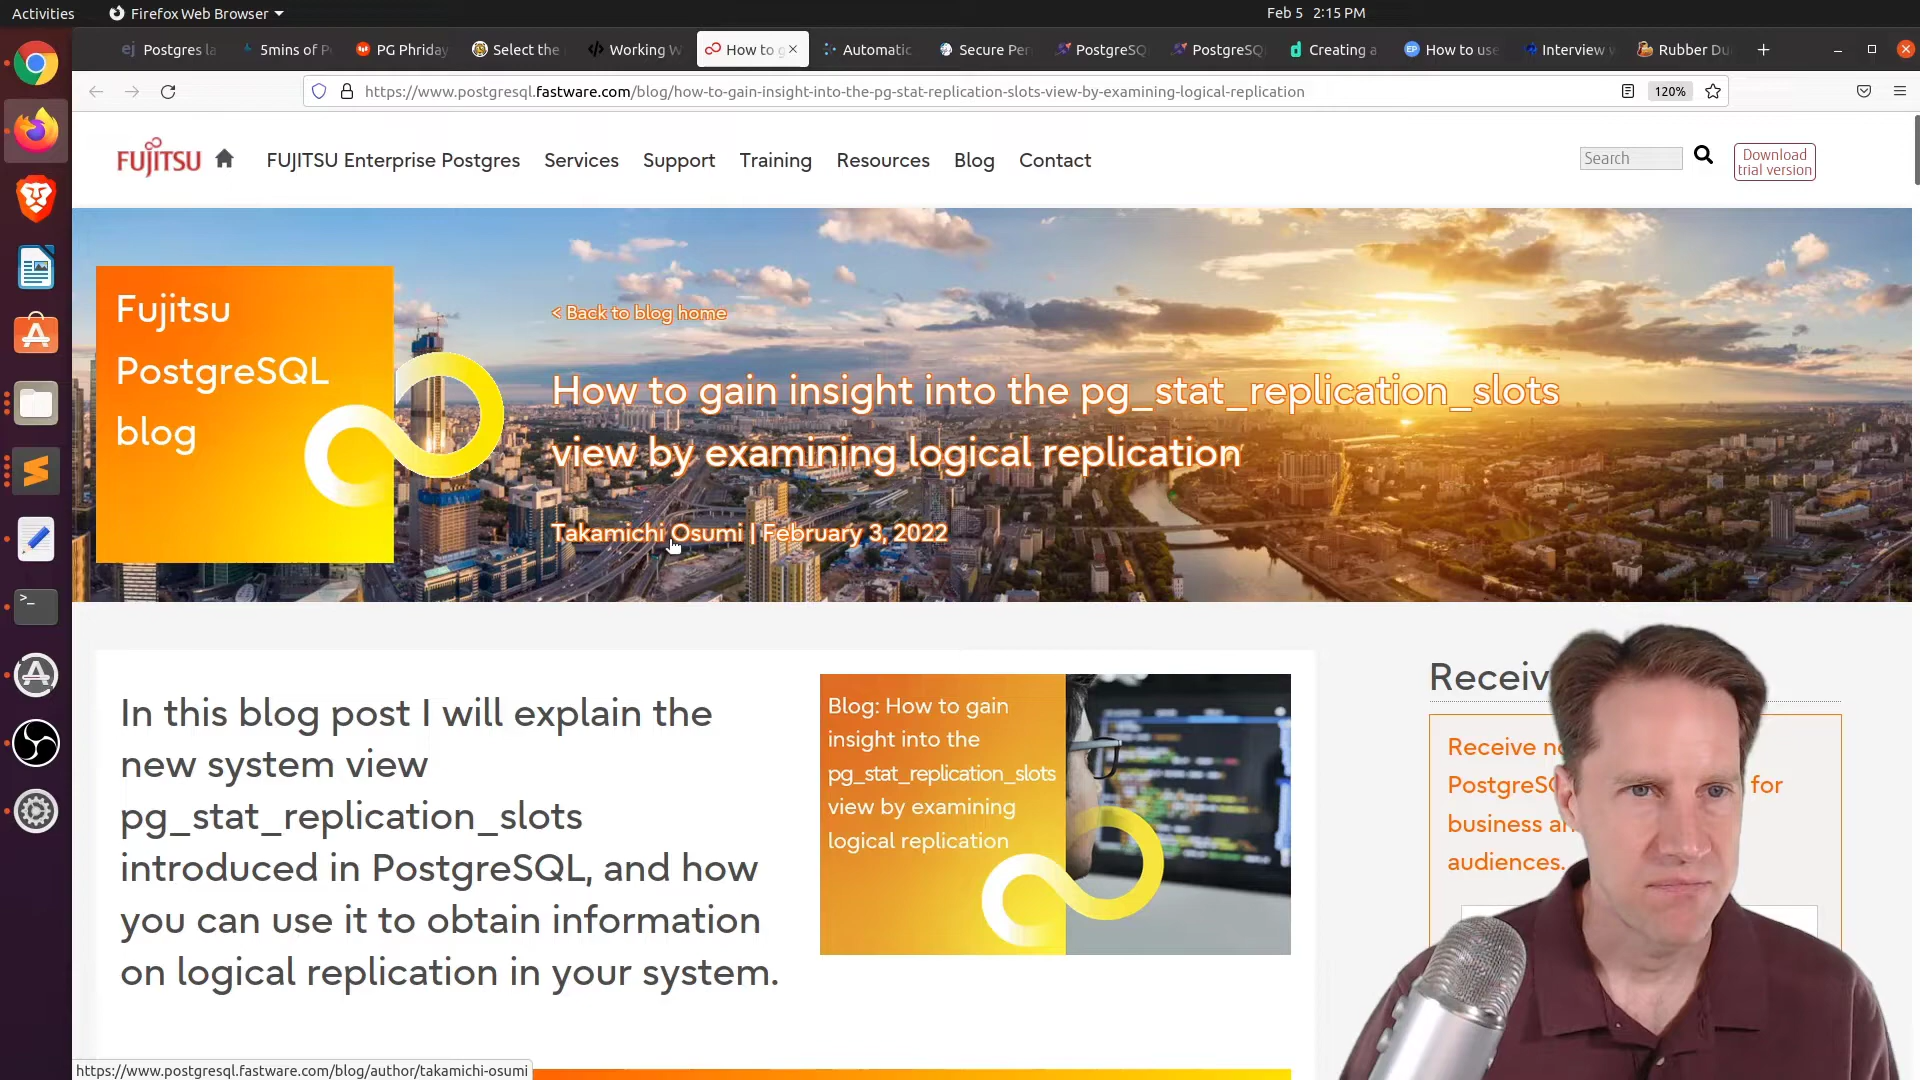 Activities
Firefox Web Browser
Feb 5 2:15 PM
Postgres la
5mins of P
PG Phriday
Select the
Working W
How to g
Automatic
Secure Per
PostgreSQ
PostgreSQ
Creating a
How to use
Interview
Rubber Du
https://www.postgresql.fastware.com/blog/how-to-gain-insight-into-the-pg-stat-replication-slots-view-by-examining-logical-replication
120%
FUJITSU
FUJITSU Enterprise Postgres
Services
Support
Training
Resources
Blog
Contact
Search
Download
trial version
Fujitsu
PostgreSQL
blog
< Back to blog home
How to gain insight into the pg_stat_replication_slots
view by examining logical replication
Takamichi Osumi | February 3, 2022
In this blog post I will explain the
new system view
pg_stat_replication_slots
introduced in PostgreSQL, and how
you can use it to obtain information
on logical replication in your system.
Blog: How to gain
insight into the
pg_stat_replication_slots
view by examining
logical replication
Receiv
Receive no
PostgreSQ for
business an
audiences.
https://www.postgresql.fastware.com/blog/author/takamichi-osumi